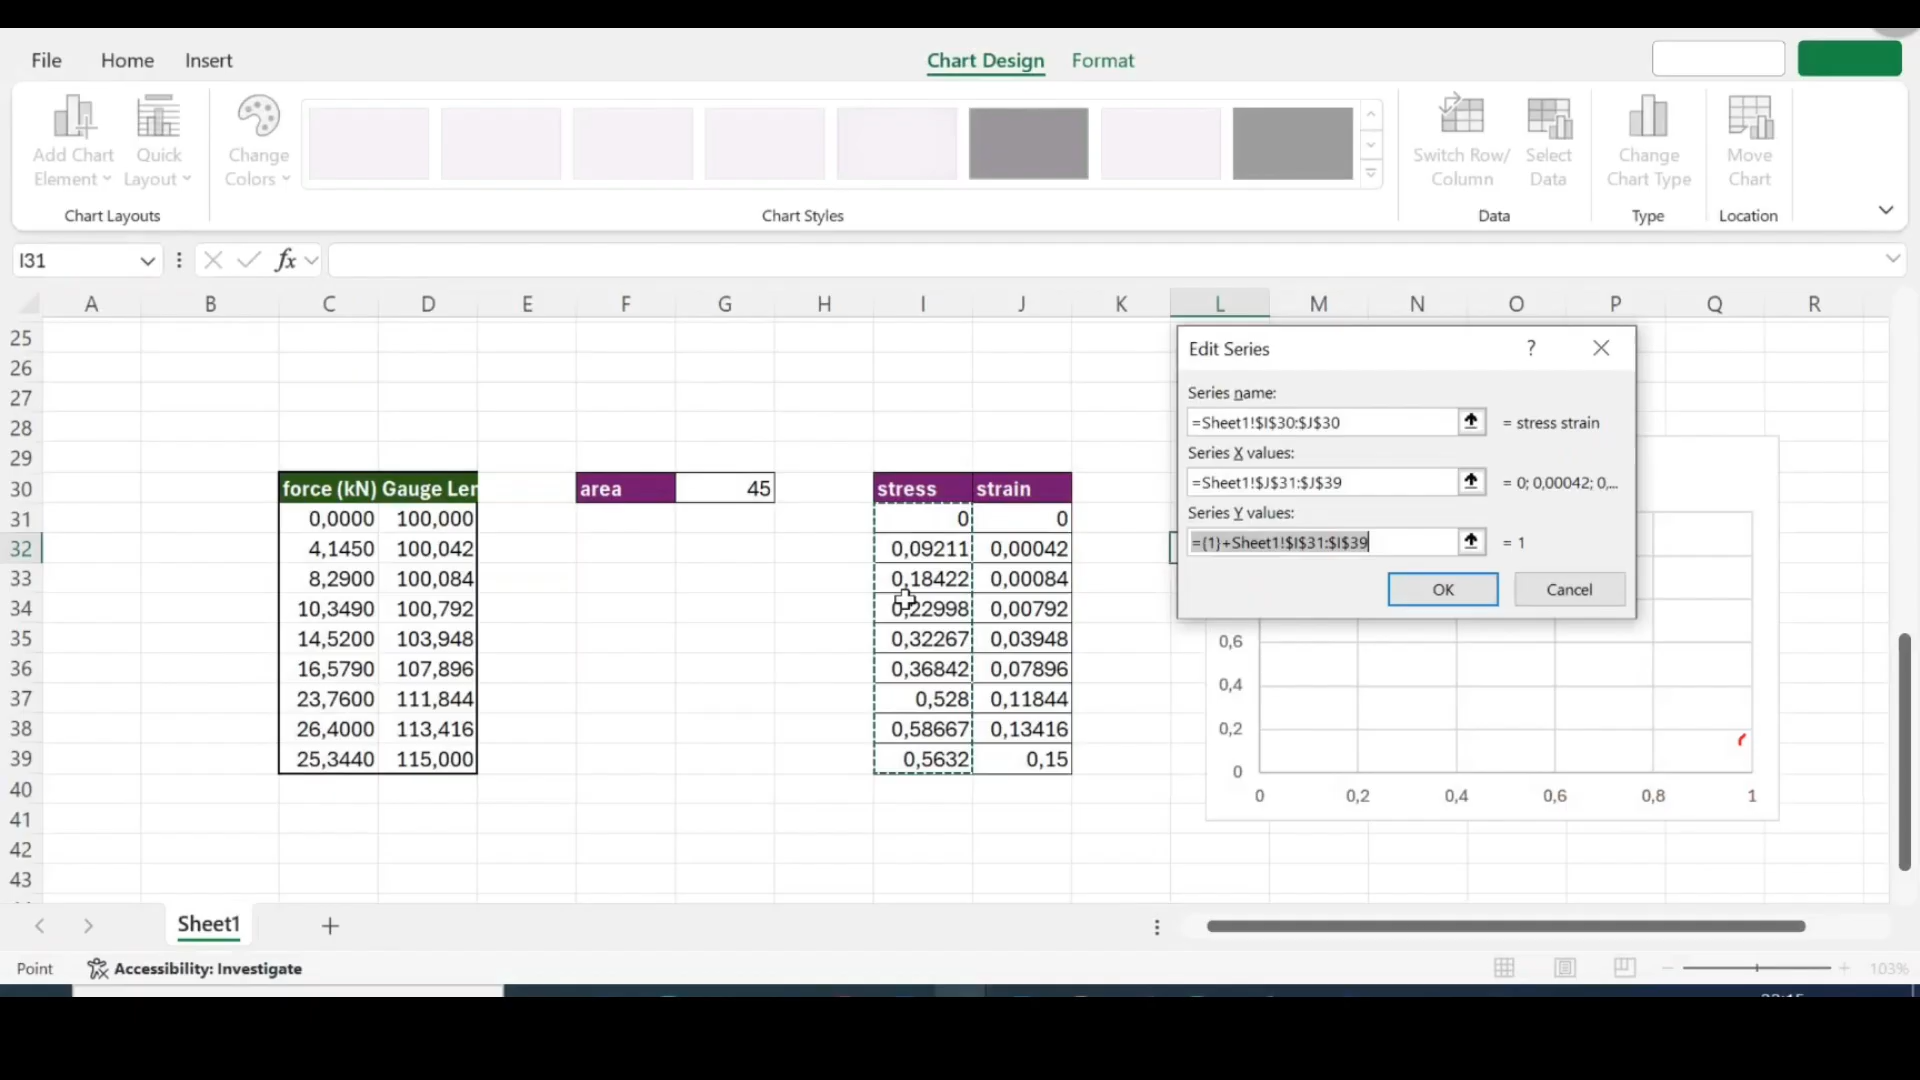 File Home Insert Chart Design Format
Add Chart Element Quick Layout Change Colors Switch Row/ Column Select Data Change Chart Type Move Chart
Chart Layouts Chart Styles Data Type Location
I31 fx
A B C D E F G H I J K L M N O P Q R
25
26
27
28
29
30 force (kN) Gauge Ler area 45 stress strain
31 0,0000 100,000 0 0
32 4,1450 100,042 0,09211 0,00042
33 8,2900 100,084 0,18422 0,00084
34 10,3490 100,792 0,22998 0,00792
35 14,5200 103,948 0,32267 0,03948
36 16,5790 107,896 0,36842 0,07896
37 23,7600 111,844 0,528 0,11844
38 26,4000 113,416 0,58667 0,13416
39 25,3440 115,000 0,5632 0,15
40
41
42
43
Edit Series ?
Series name:
=Sheet1!$I$30:$J$30 = stress strain
Series X values:
=Sheet1!$J$31:$J$39 = 0; 0,00042; 0,...
Series Y values:
={1}+Sheet1!$I$31:$I$39 = 1
OK Cancel
0,6
0,4
0,2
0
0 0,2 0,4 0,6 0,8 1
Sheet1
Point Accessibility: Investigate 103%